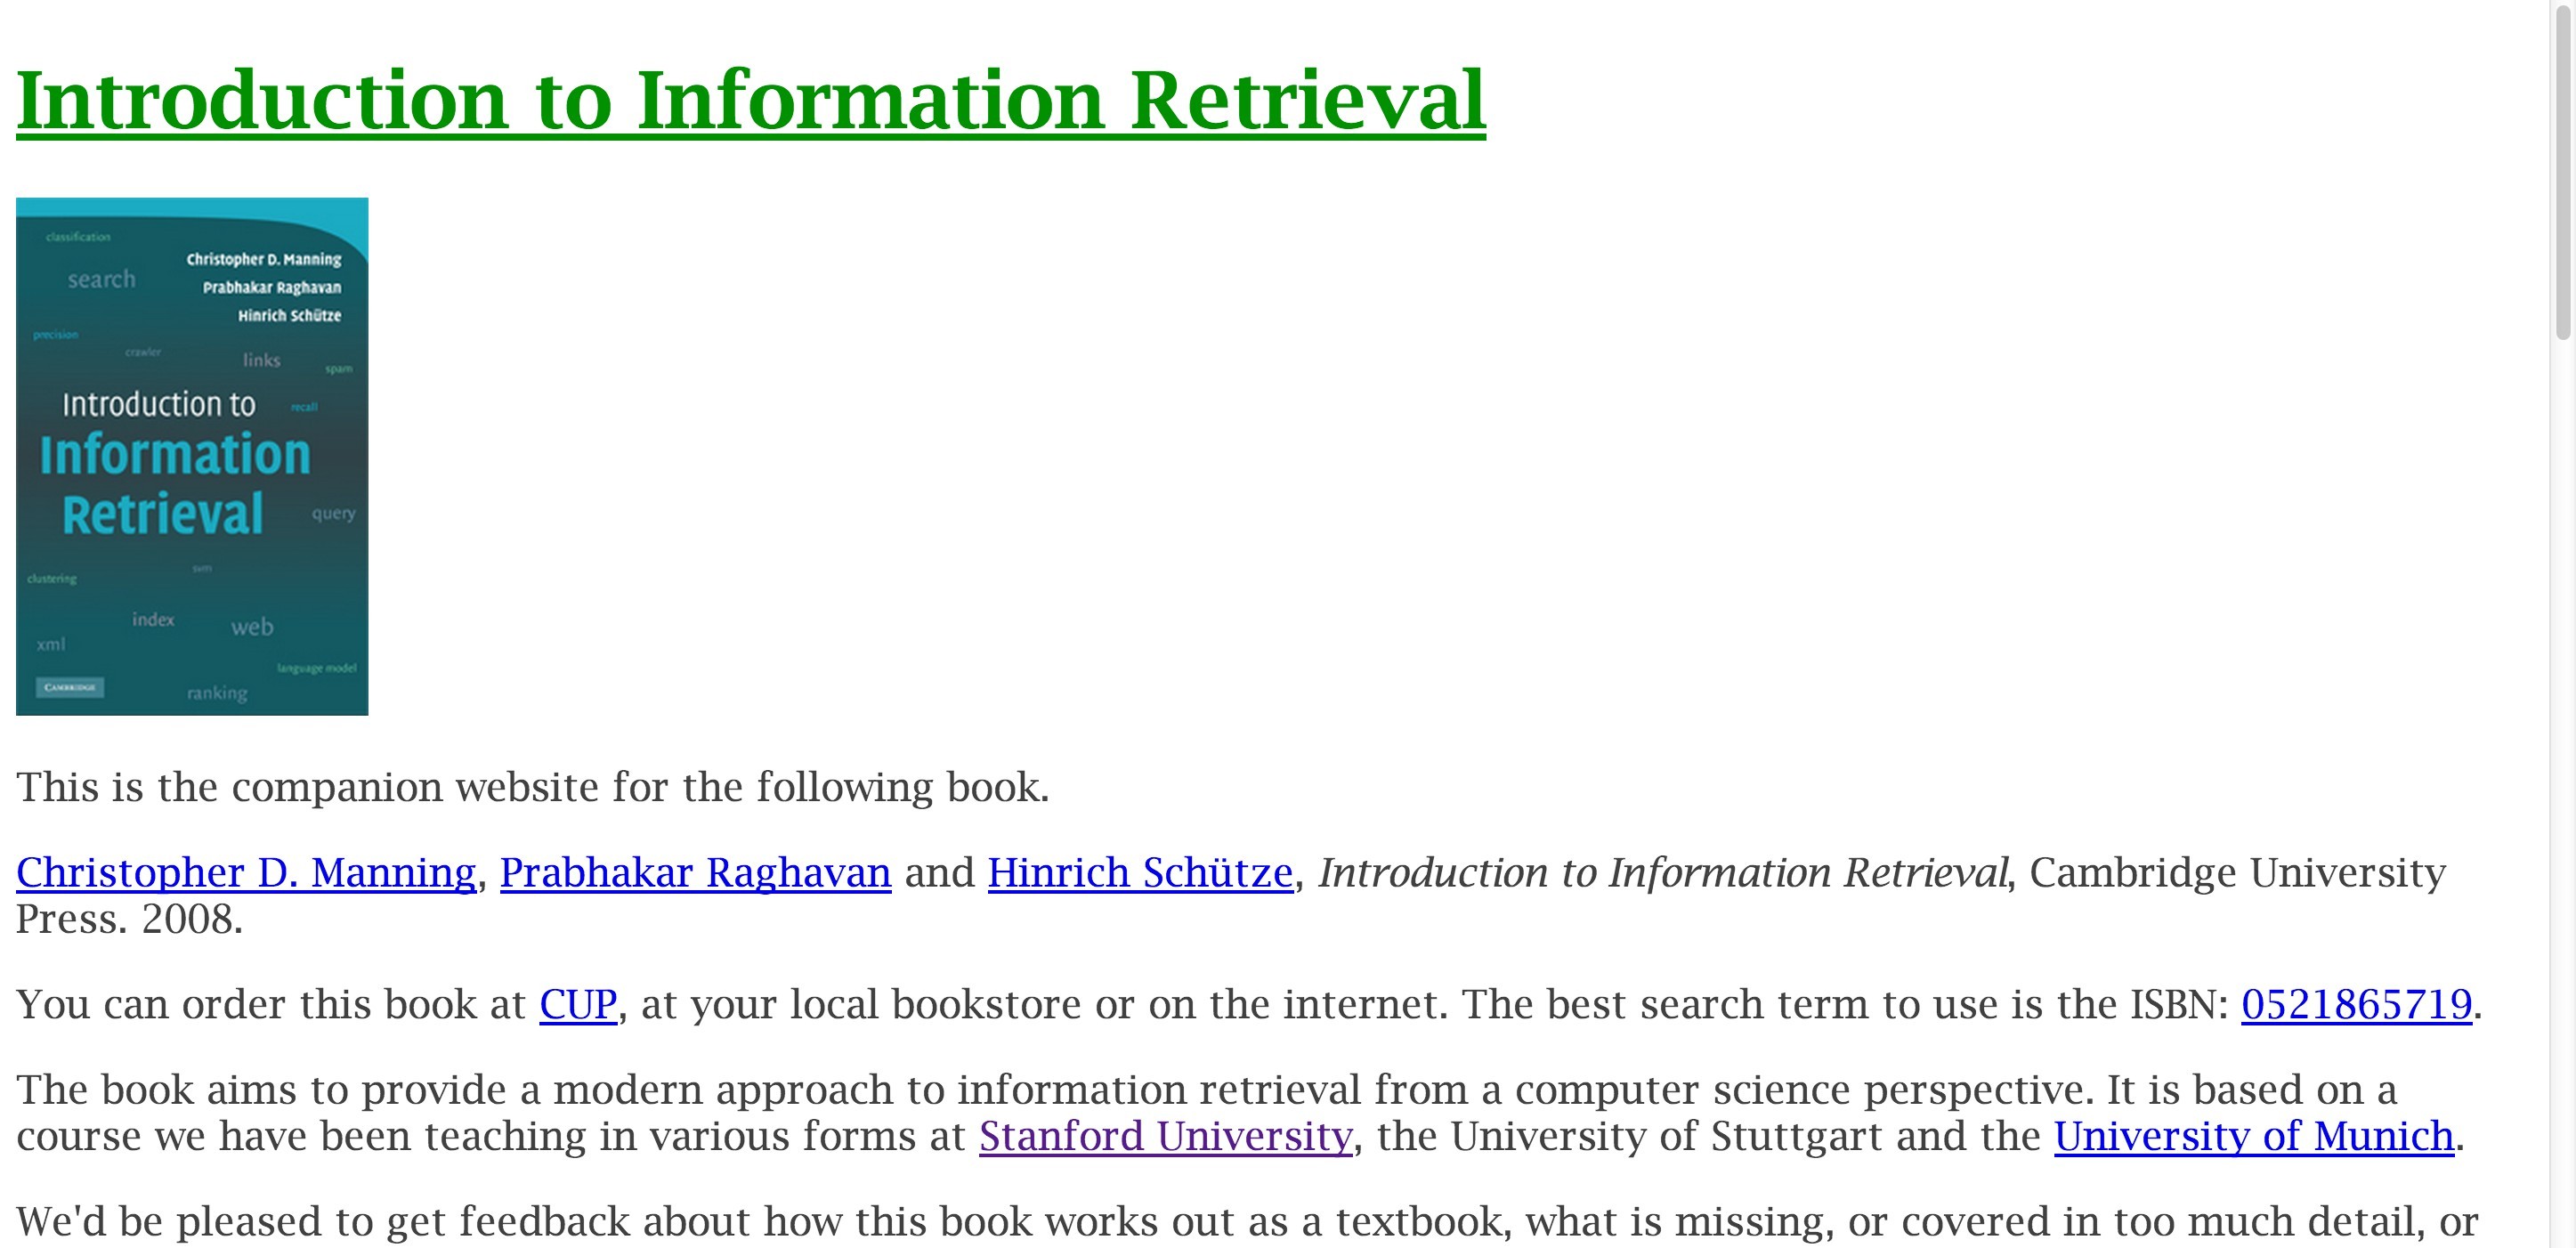 Introduction to Information Retrieval
classification
Christopher D. Manning
search
Prabhakar Raghavan
Hinrich Schütze
precision
crawler
links
spam
Introduction to
recall
Information
Retrieval
query
svm
clustering
index
web
xml
language model
CAMBRIDGE
ranking
This is the companion website for the following book.
Christopher D. Manning, Prabhakar Raghavan and Hinrich Schütze, Introduction to Information Retrieval, Cambridge University
Press. 2008.
You can order this book at CUP, at your local bookstore or on the internet. The best search term to use is the ISBN: 0521865719.
The book aims to provide a modern approach to information retrieval from a computer science perspective. It is based on a
course we have been teaching in various forms at Stanford University, the University of Stuttgart and the University of Munich.
We'd be pleased to get feedback about how this book works out as a textbook, what is missing, or covered in too much detail, or